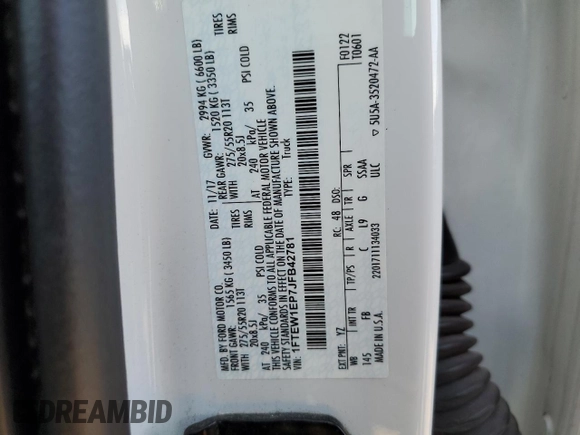 MFD. BY FORD MOTOR CO.
DATE: 11/17 GVWR: 2994 KG ( 6600 LB)
FRONT GAWR: 1565 KG ( 3450 LB) REAR GAWR: 1520 KG ( 3350 LB)
WITH 275/55R20 113T TIRES WITH 275/55R20 113T TIRES
20x8.5J RIMS 20x8.5J RIMS
AT 240 kPa/ 35 PSI COLD AT 240 kPa/ 35 PSI COLD
THIS VEHICLE CONFORMS TO ALL APPLICABLE FEDERAL MOTOR VEHICLE
SAFETY STANDARDS IN EFFECT ON THE DATE OF MANUFACTURE SHOWN ABOVE.
VIN: 1FTEW1EP7JFB42781 TYPE: Truck
F0122
T0601
EXT PNT: YZ RC: 48 DSO:
WB INT TR TP/PS R AXLE TR SPR
145 FB C L9 G SSAA
2201711134033 ULC
MADE IN U.S.A. ▽ 5U5A-3520472-AA
DREAMBID